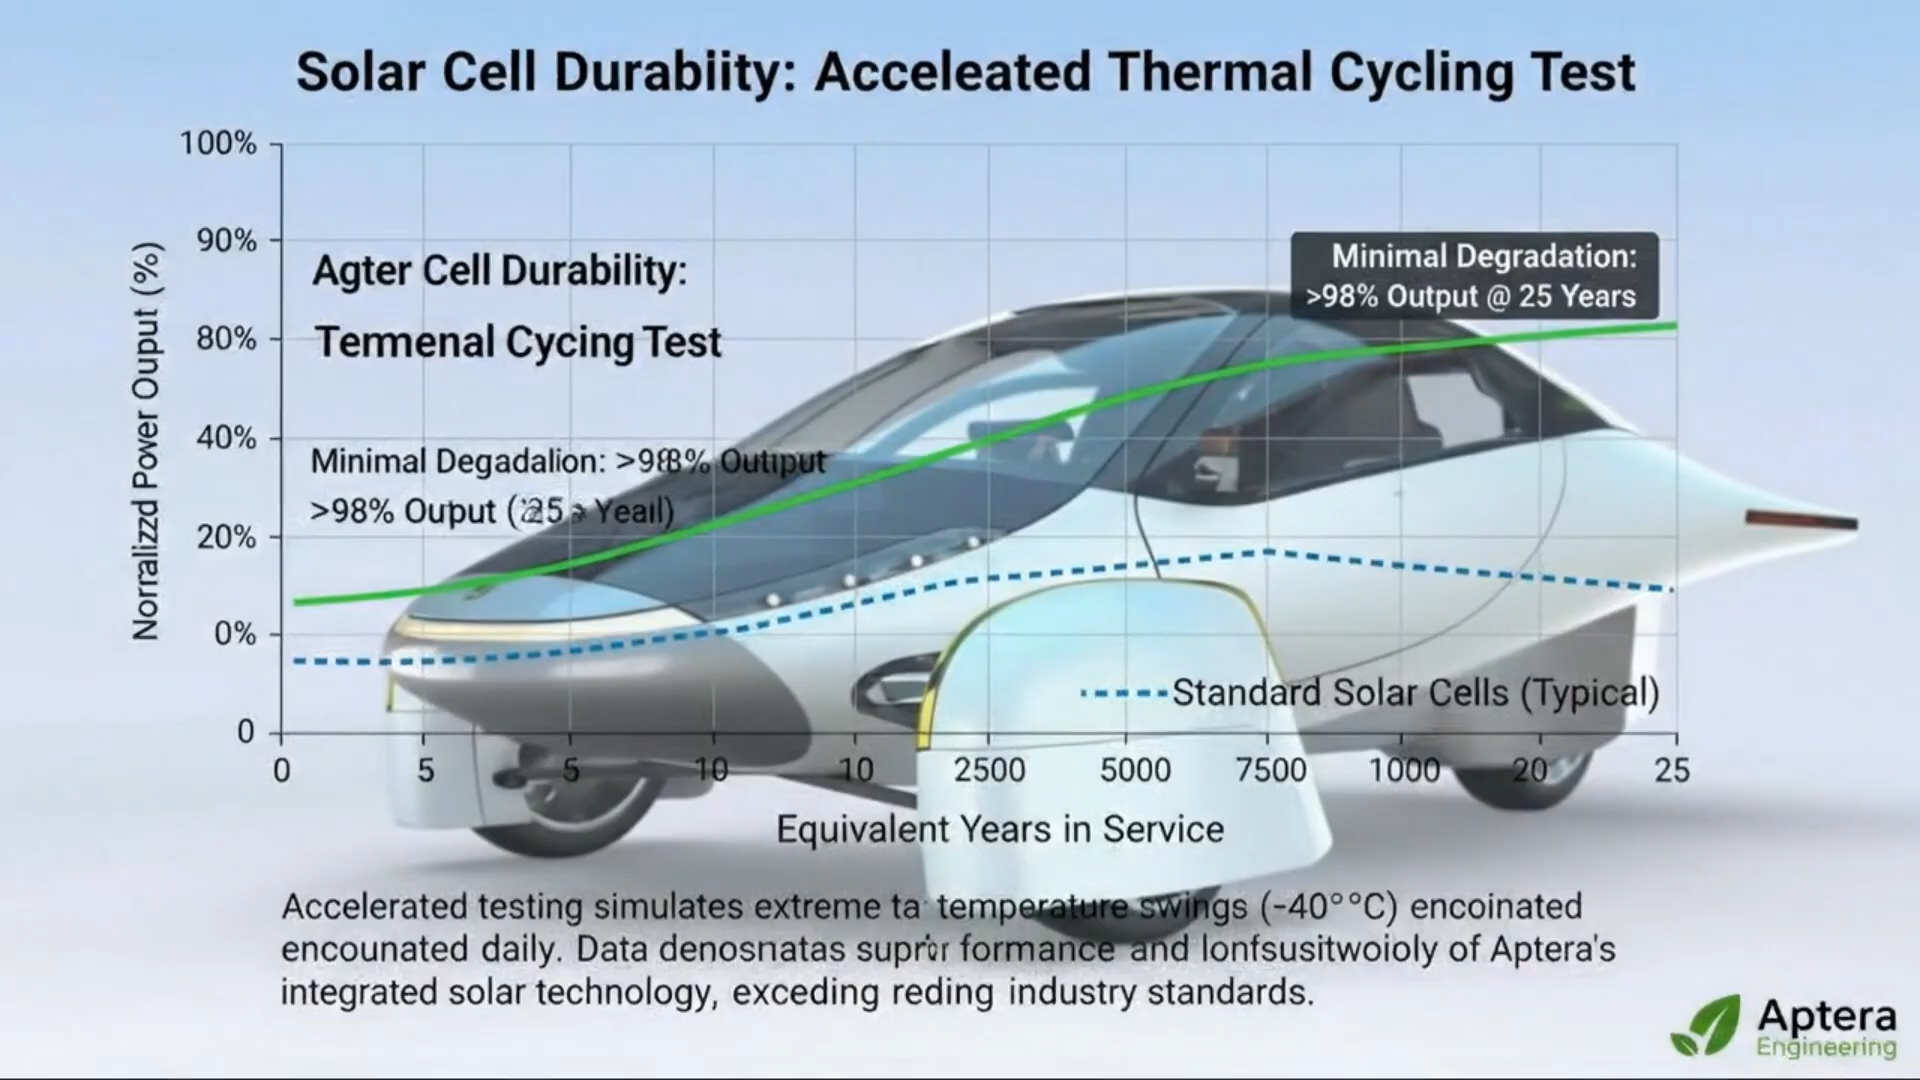 Solar Cell Durabiity: Acceleated Thermal Cycling Test
100%
90%
80%
40%
20%
0%
0
Norralizzd Power Ouput (%)
Agter Cell Durability:
Temmenal Cycing Test
Minimal Degadalion: >98% Outiput
>98% Ouput (25 Yeail)
Minimal Degradation:
>98% Output @ 25 Years
Standard Solar Cells (Typical)
0 5 5 10 10 2500 5000 7500 1000 20 25
Equivalent Years in Service
Accelerated testing simulates extreme ta temperature swings (-40°°C) encoinated
encounated daily. Data denosnatas formance and lonfsusitwoioly of Aptera's
integrated solar technology, exceding reding industry standards.
Aptera
Engineering